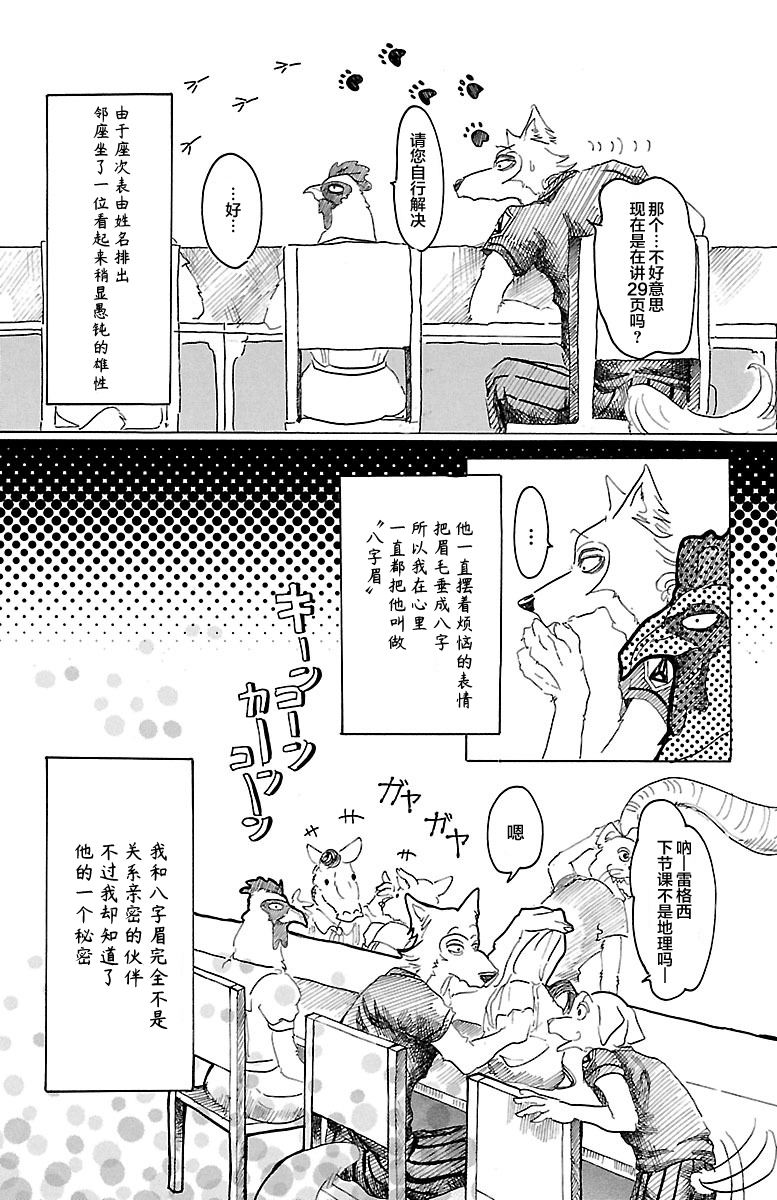 那个…不好意思
现在是在讲29页吗？
请您自行解决
…好…
由于座次表由姓名排出
邻座坐了一位看起来稍显愚钝的雄性
…
他一直摆着烦恼的表情
把眉毛垂成八字
所以我在心里
一直都把他叫做
〝八字眉〞
キーンコーン
カーンコーン
ガヤ
ガヤ
呐—雷格西
下节课不是地理吗—
嗯
我和八字眉完全不是
关系亲密的伙伴
不过我却知道了
他的一个秘密